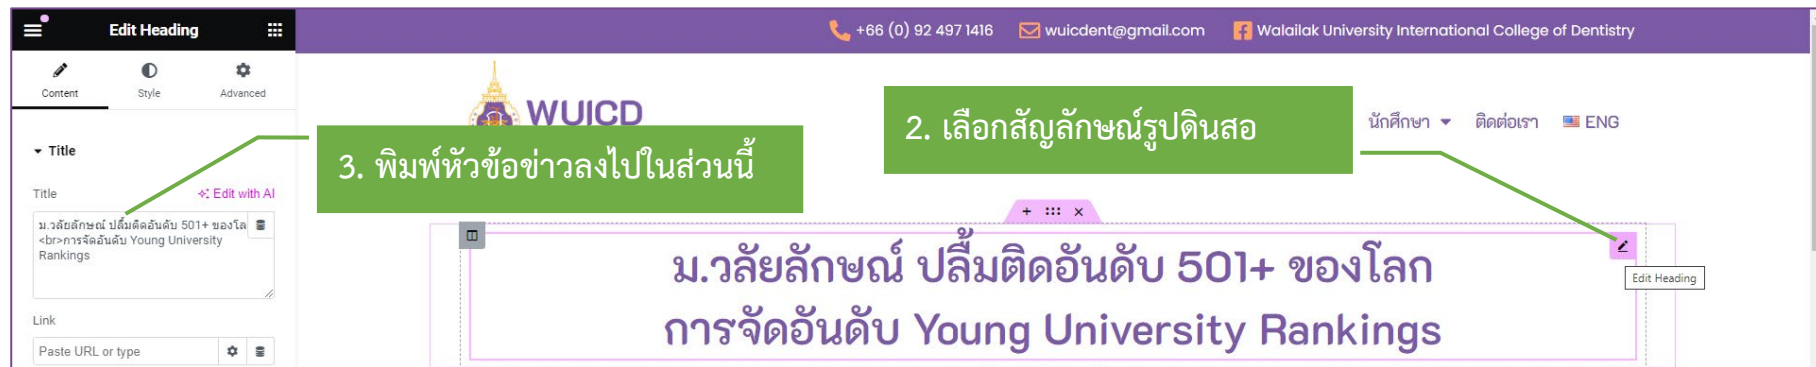 Edit Heading
+66 (0) 92 497 1416
wuicdent@gmail.com
Walailak University International College of Dentistry
Content
Style
Advanced
WUICD
2. เลือกสัญลักษณ์รูปดินสอ
นักศึกษา
ติดต่อเรา
ENG
Title
3. พิมพ์หัวข้อข่าวลงไปในส่วนนี้
Title
Edit with AI
ม.วลัยลักษณ์ ปลื้มติดอันดับ 501+ ของโล
<br>การจัดอันดับ Young University
Rankings
ม.วลัยลักษณ์ ปลื้มติดอันดับ 501+ ของโลก
การจัดอันดับ Young University Rankings
Edit Heading
Link
Paste URL or type